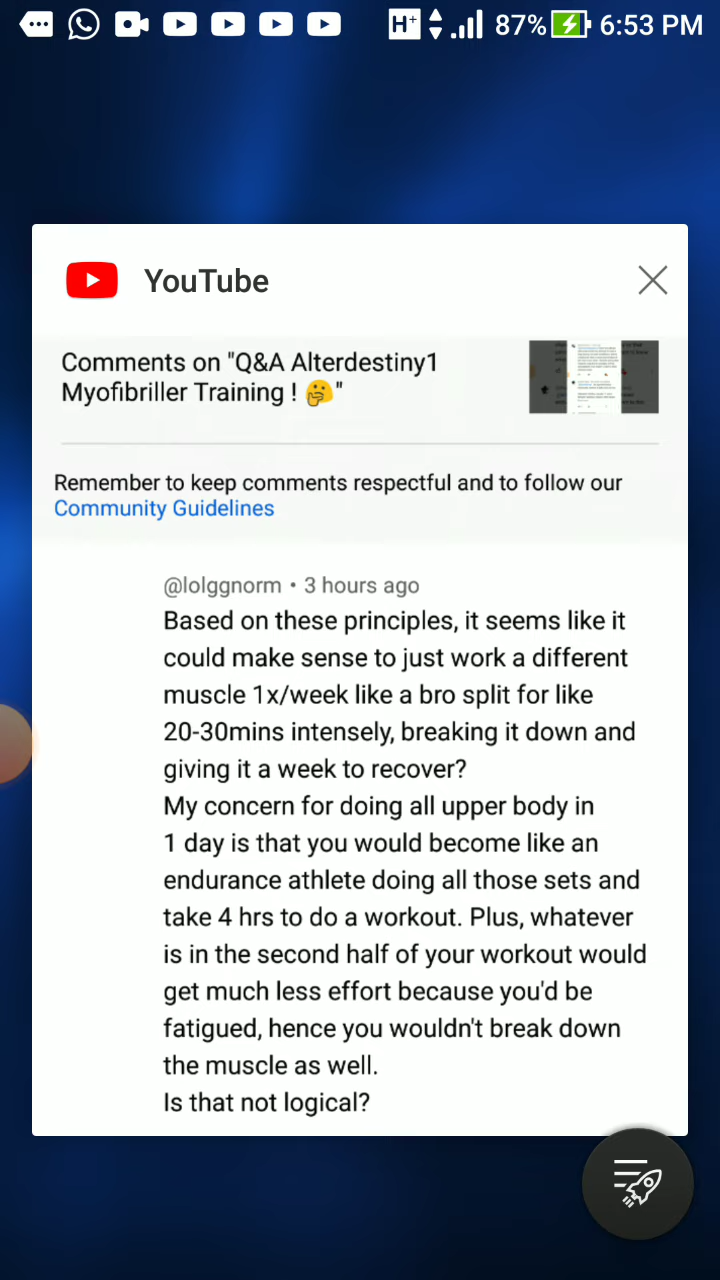 H+ 87% 6:53 PM
YouTube
Comments on "Q&A Alterdestiny1
Myofibriller Training ! 🤔"
Remember to keep comments respectful and to follow our
Community Guidelines
@lolggnorm • 3 hours ago
Based on these principles, it seems like it
could make sense to just work a different
muscle 1x/week like a bro split for like
20-30mins intensely, breaking it down and
giving it a week to recover?
My concern for doing all upper body in
1 day is that you would become like an
endurance athlete doing all those sets and
take 4 hrs to do a workout. Plus, whatever
is in the second half of your workout would
get much less effort because you'd be
fatigued, hence you wouldn't break down
the muscle as well.
Is that not logical?